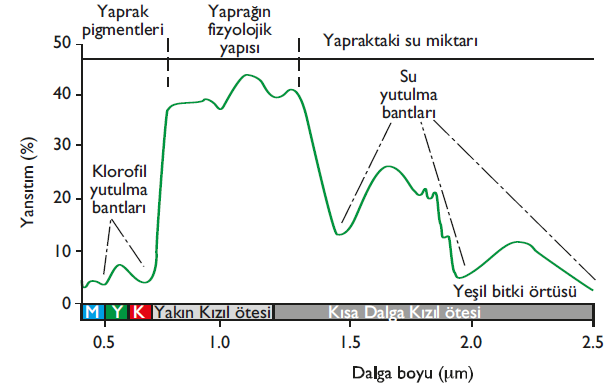 Yaprak
pigmentleri
Yaprağın
fizyolojik
yapısı
Yapraktaki su miktarı
50
40
30
20
10
0
Yansıtım (%)
Klorofil
yutulma
bantları
Su
yutulma
bantları
Yeşil bitki örtüsü
M Y K Yakın Kızıl ötesi Kısa Dalga Kızıl ötesi
0.5 1.0 1.5 2.0 2.5
Dalga boyu (µm)